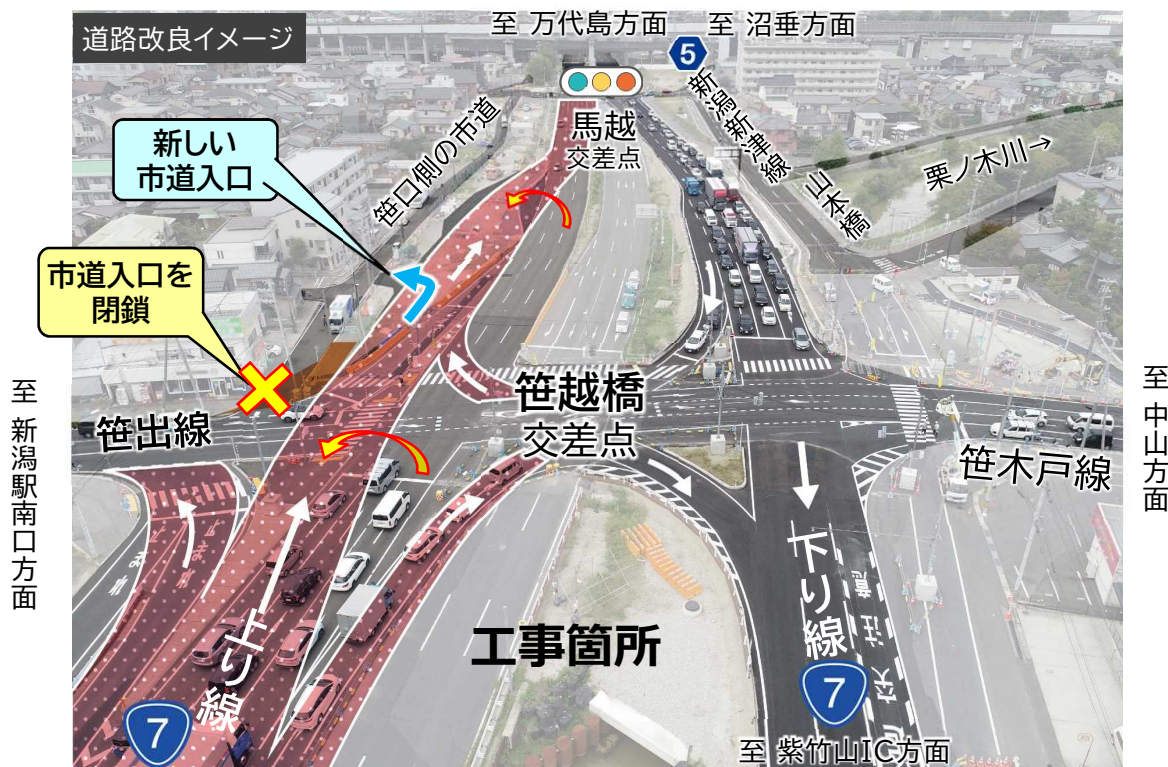 道路改良イメージ
至 万代島方面
至 沼垂方面
5
新潟新津線
馬越
交差点
笹口側の市道
新しい
市道入口
山本橋
栗ノ木川→
市道入口を
閉鎖
笹越橋
交差点
笹出線
笹木戸線
至 新潟駅南口方面
至 中山方面
工事箇所
上り線
下り線
注意
7
7
至 紫竹山IC方面